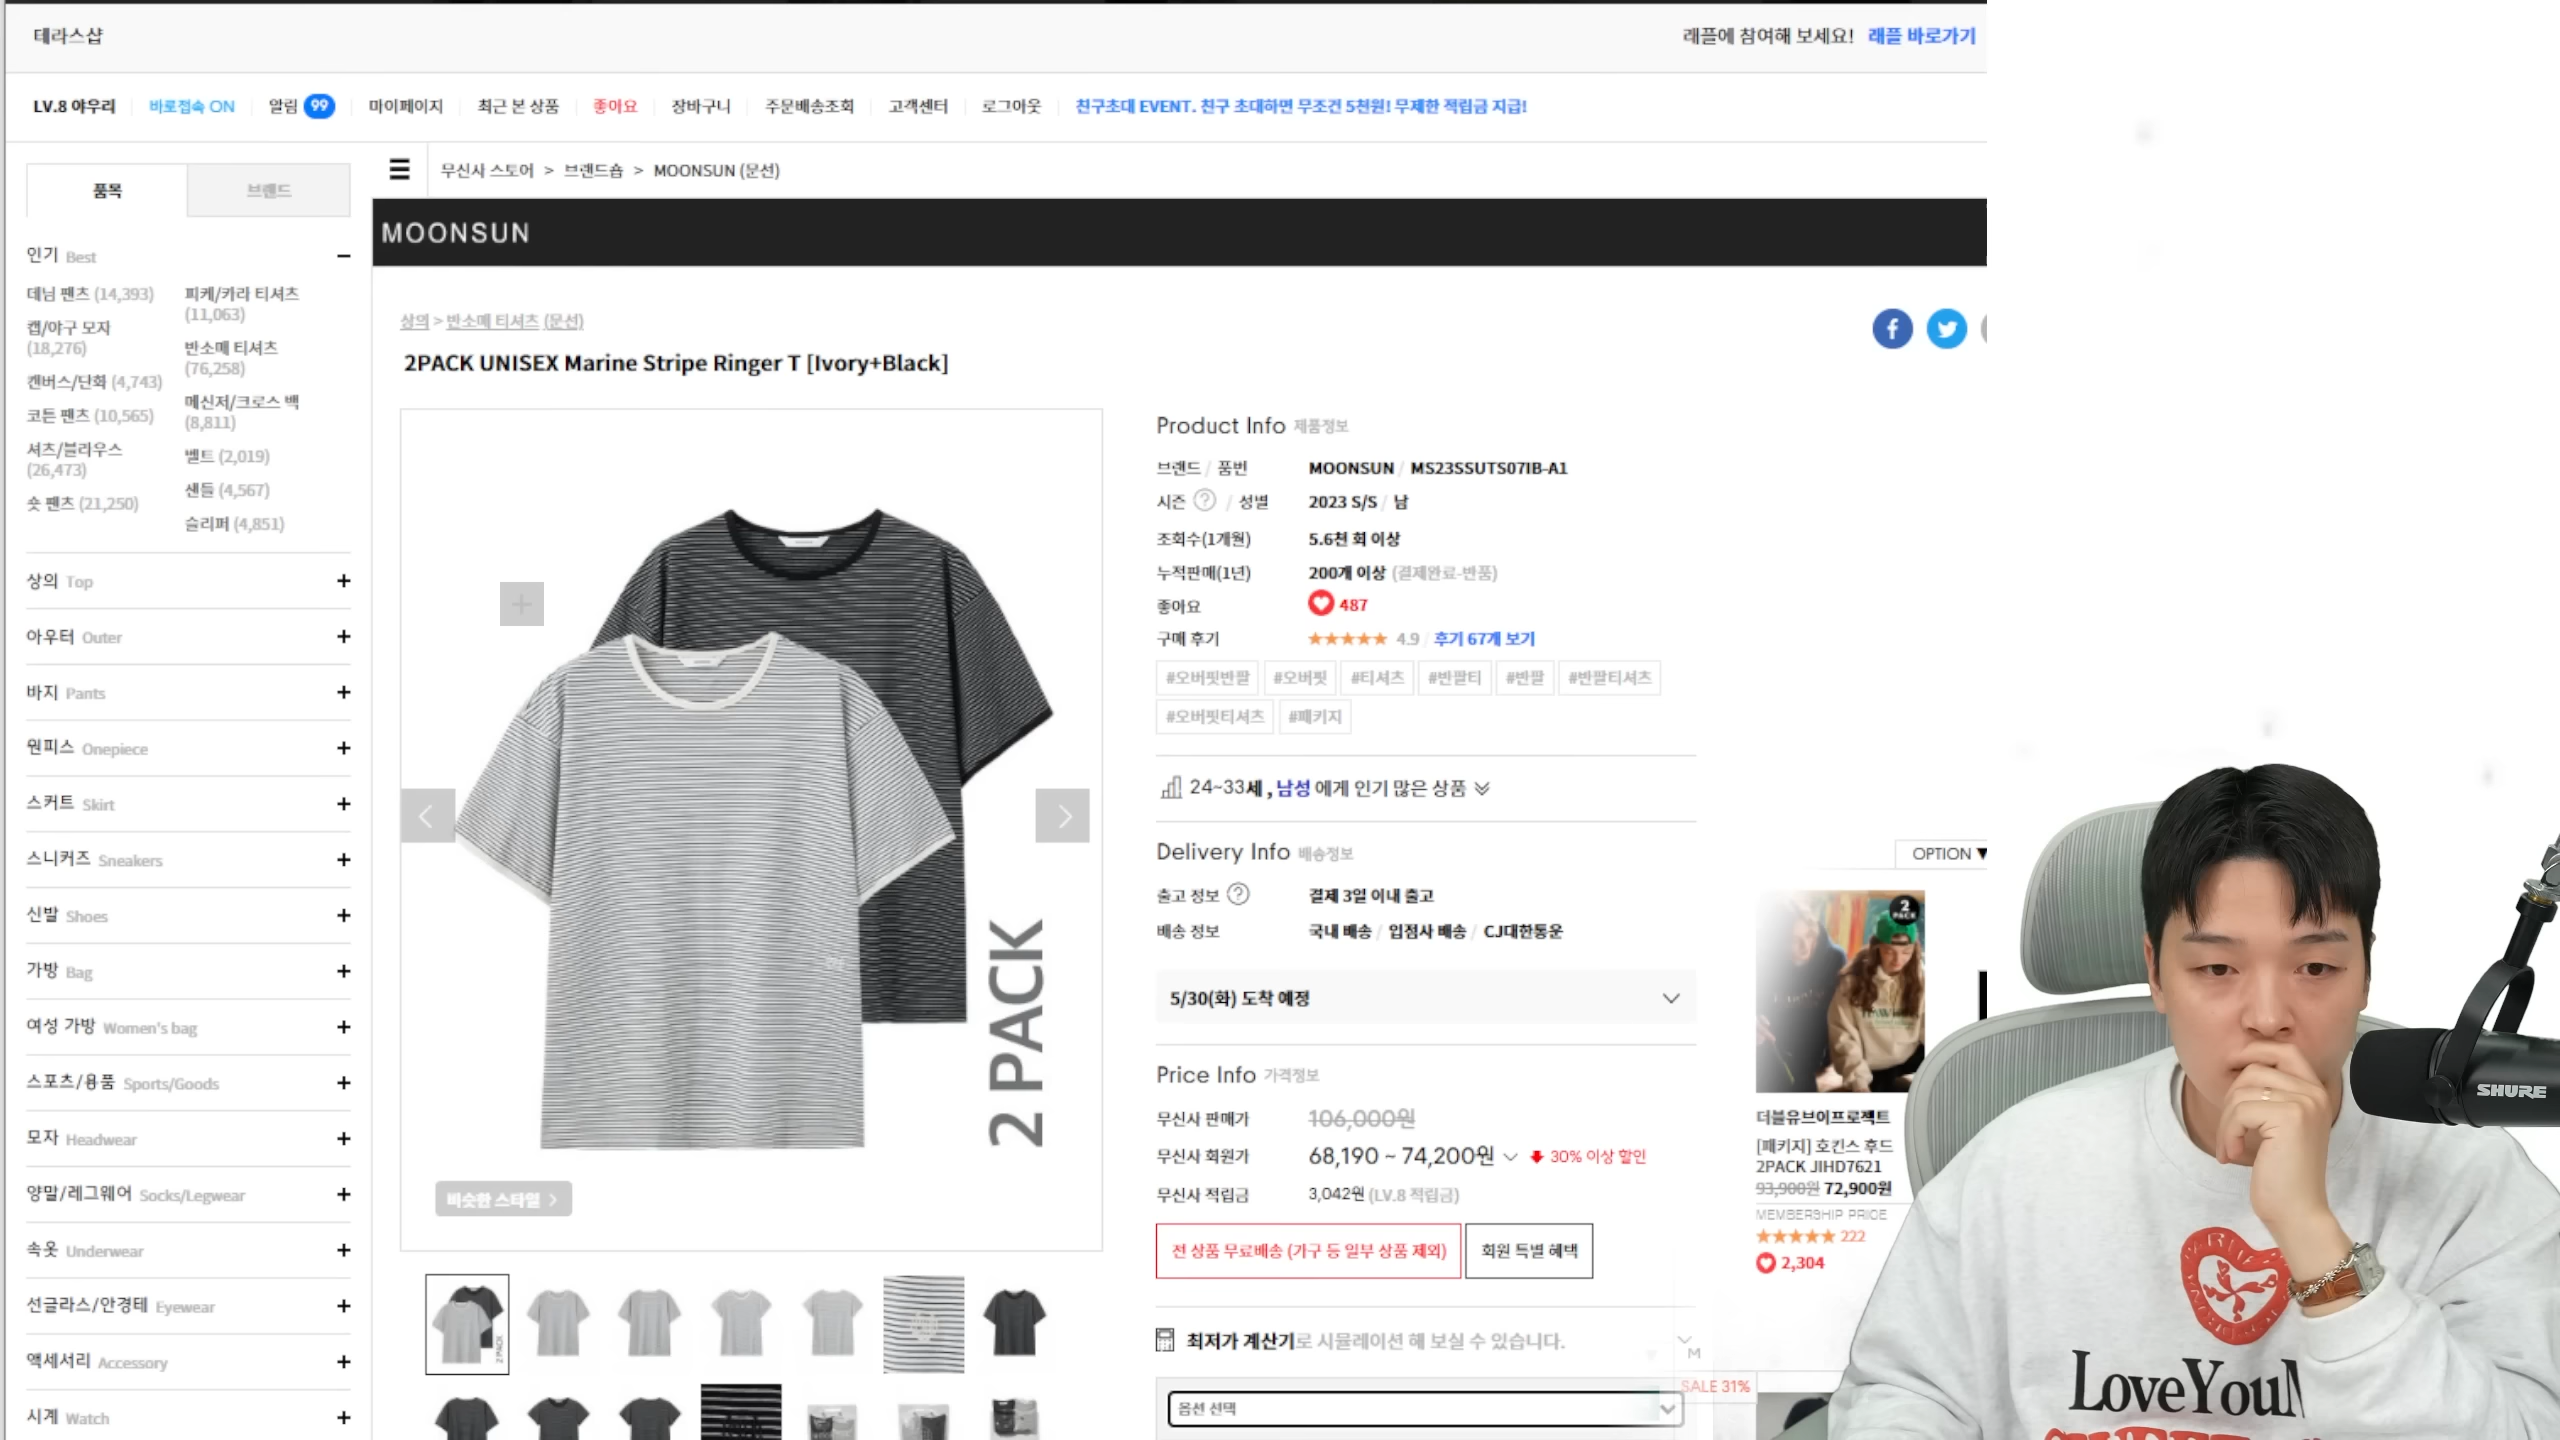 테라스샵
래플에 참여해 보세요! 래플 바로가기
LV.8 야우리 바로접속 ON 알림 99 마이페이지 최근 본 상품 좋아요 장바구니 주문배송조회 고객센터 로그아웃 친구초대 EVENT. 친구 초대하면 무조건 5천원! 무제한 적립금 지급!
품목 브랜드
무신사 스토어 > 브랜드숍 > MOONSUN (문선)
MOONSUN
인기 Best
데님 팬츠 (14,393)
캡/야구 모자
(18,276)
캔버스/단화 (4,743)
코튼 팬츠 (10,565)
셔츠/블라우스
(26,473)
숏 팬츠 (21,250)
피케/카라 티셔츠
(11,063)
반소매 티셔츠
(76,258)
메신저/크로스 백
(8,811)
벨트 (2,019)
샌들 (4,567)
슬리퍼 (4,851)
상의 Top
아우터 Outer
바지 Pants
원피스 Onepiece
스커트 Skirt
스니커즈 Sneakers
신발 Shoes
가방 Bag
여성 가방 Women's bag
스포츠/용품 Sports/Goods
모자 Headwear
양말/레그웨어 Socks/Legwear
속옷 Underwear
선글라스/안경테 Eyewear
액세서리 Accessory
시계 Watch
상의 > 반소매 티셔츠 (문선)
2PACK UNISEX Marine Stripe Ringer T [Ivory+Black]
2 PACK
비슷한 스타일 >
Product Info 제품정보
브랜드 / 품번 MOONSUN / MS23SSUTS07IB-A1
시즌 ? / 성별 2023 S/S / 남
조회수(1개월) 5.6천 회 이상
누적판매(1년) 200개 이상 (결제완료-반품)
좋아요 487
구매 후기 ★★★★★ 4.9 / 후기 67개 보기
#오버핏반팔 #오버핏 #티셔츠 #반팔티 #반팔 #반팔티셔츠
#오버핏티셔츠 #패키지
24~33세 , 남성 에게 인기 많은 상품
Delivery Info 배송정보
출고 정보 ? 결제 3일 이내 출고
배송 정보 국내 배송 / 입점사 배송 / CJ대한통운
5/30(화) 도착 예정
Price Info 가격정보
무신사 판매가 106,000원
무신사 회원가 68,190 ~ 74,200원 30% 이상 할인
무신사 적립금 3,042원 (LV.8 적립금)
전 상품 무료배송 (가구 등 일부 상품 제외) 회원 특별 혜택
최저가 계산기로 시뮬레이션 해 보실 수 있습니다.
옵션 선택
OPTION ▼
2
PACK
더블유브이프로젝트
[패키지] 호킨스 후드
2PACK JIHD7621
93,900원 72,900원
MEMBERSHIP PRICE
★★★★★ 222
2,304
M
SALE 31%
SHURE
LoveYou